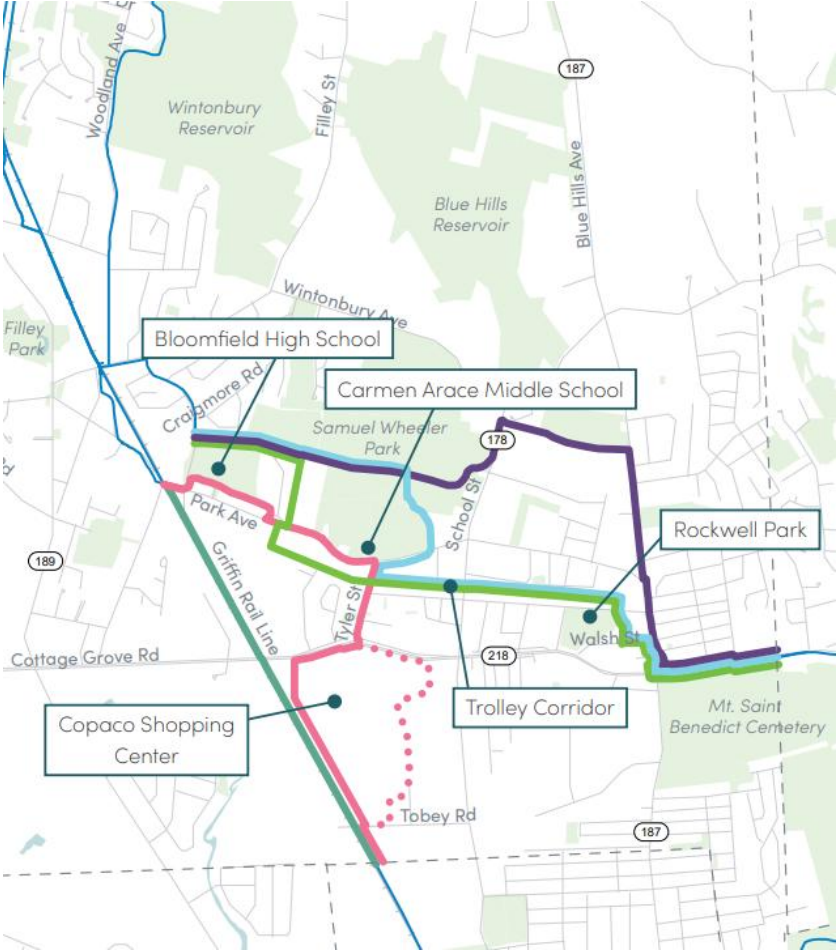 Dr
Woodland Ave
187
Wintonbury
Reservoir
Filley St
Blue Hills Ave
Blue Hills
Reservoir
Wintonbury Ave
Filley
Park
Bloomfield High School
Craigmore Rd
Carmen Arace Middle School
Samuel Wheeler
Park
178
School St
Park Ave
Rockwell Park
189
Griffin Rail Line
Tyler St
Walsh St
Cottage Grove Rd
218
Copaco Shopping
Center
Trolley Corridor
Mt. Saint
Benedict Cemetery
Tobey Rd
187